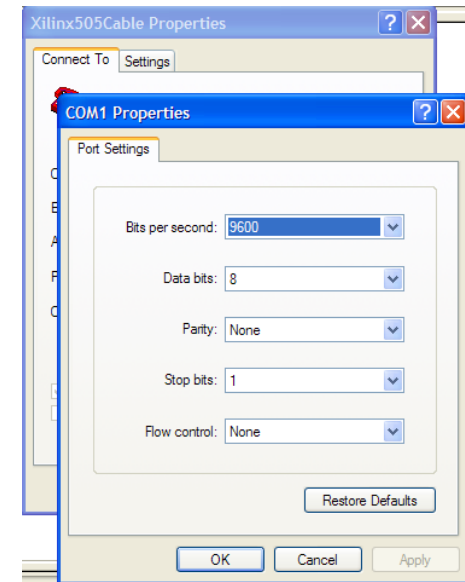 Xilinx505Cable Properties
Connect To
Settings
COM1 Properties
Port Settings
Bits per second: 9600
Data bits: 8
Parity: None
Stop bits: 1
Flow control: None
Restore Defaults
OK
Cancel
Apply